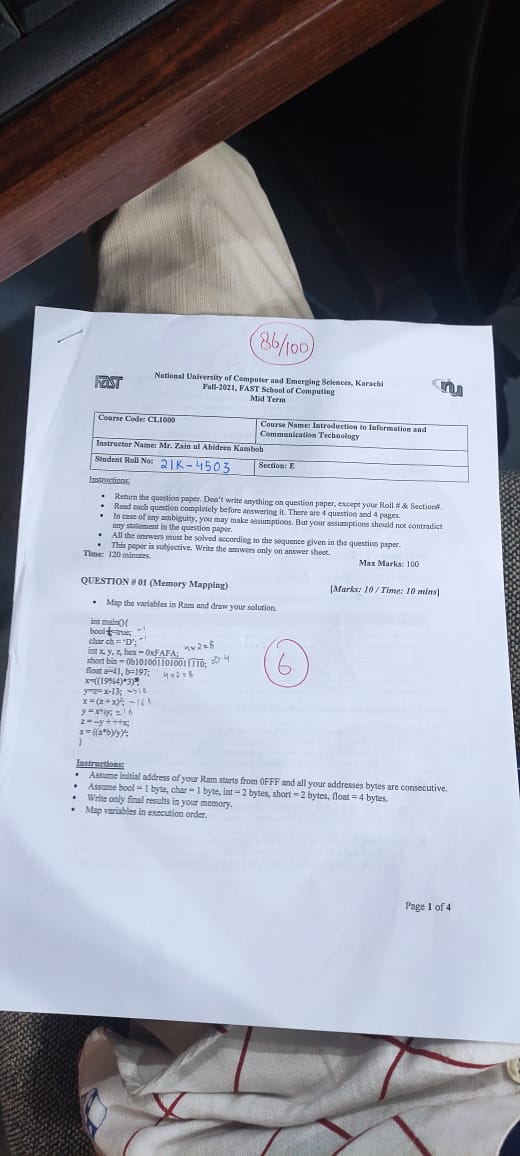 86/100
FAST
National University of Computer and Emerging Sciences, Karachi
Fall-2021, FAST School of Computing
Mid Term
nu
Course Code: CL1000
Course Name: Introduction to Information and
Communication Technology
Instructor Name: Mr. Zain ul Abideen Kamboh
Student Roll No: 21K-4503
Section: E
Instructions:
• Return the question paper. Don't write anything on question paper, except your Roll # & Section#.
• Read each question completely before answering it. There are 4 question and 4 pages.
• In case of any ambiguity, you may make assumptions. But your assumptions should not contradict
any statement in the question paper.
• All the answers must be solved according to the sequence given in the question paper.
• This paper is subjective. Write the answers only on answer sheet.
Time: 120 minutes.
Max Marks: 100
QUESTION # 01 (Memory Mapping)
[Marks: 10 / Time: 10 mins]
• Map the variables in Ram and draw your solution.
int main(){
bool t=true; -1
char ch = 'D'; -1
int x, y, z, hex = 0xFAFA; 4x2=8
short bin = 0b1010011010011110; 4
float a=41, b=197; 4x2=8
x=((19%4)*3)
y=z= x-13;
x = (z + x)
y = x%y;
z = --y + ++x;
a = ((a*b)/y)
}
6
Instructions:
• Assume initial address of your Ram starts from 0FFF and all your addresses bytes are consecutive.
• Assume bool = 1 byte, char = 1 byte, int = 2 bytes, short = 2 bytes, float = 4 bytes.
• Write only final results in your memory.
• Map variables in execution order.
Page 1 of 4